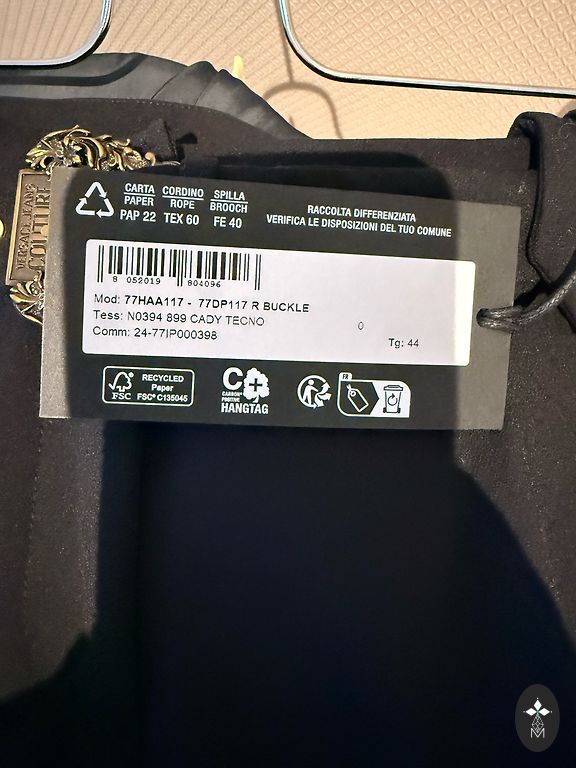 CARTA
PAPER
PAP 22
CORDINO
ROPE
TEX 60
SPILLA
BROOCH
FE 40
RACCOLTA DIFFERENZIATA
VERIFICA LE DISPOSIZIONI DEL TUO COMUNE
8 052019 804096
Mod: 77HAA117 - 77DP117 R BUCKLE
Tess: N0394 899 CADY TECNO
0
Comm: 24-77IP000398
Tg: 44
FSC
RECYCLED
Paper
FSC® C135045
C+
CARBON
POSITIVE
HANGTAG
FR
VERSACE JEANS
COUTURE
M